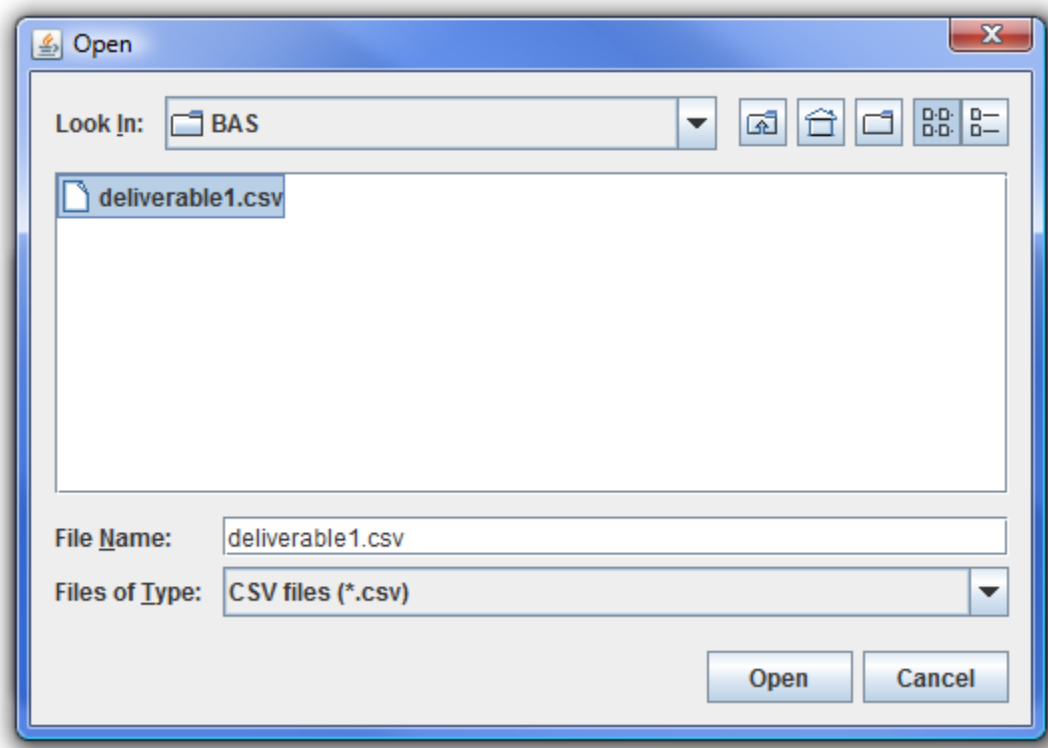 Open
Look In: BAS
deliverable1.csv
File Name: deliverable1.csv
Files of Type: CSV files (*.csv)
Open Cancel